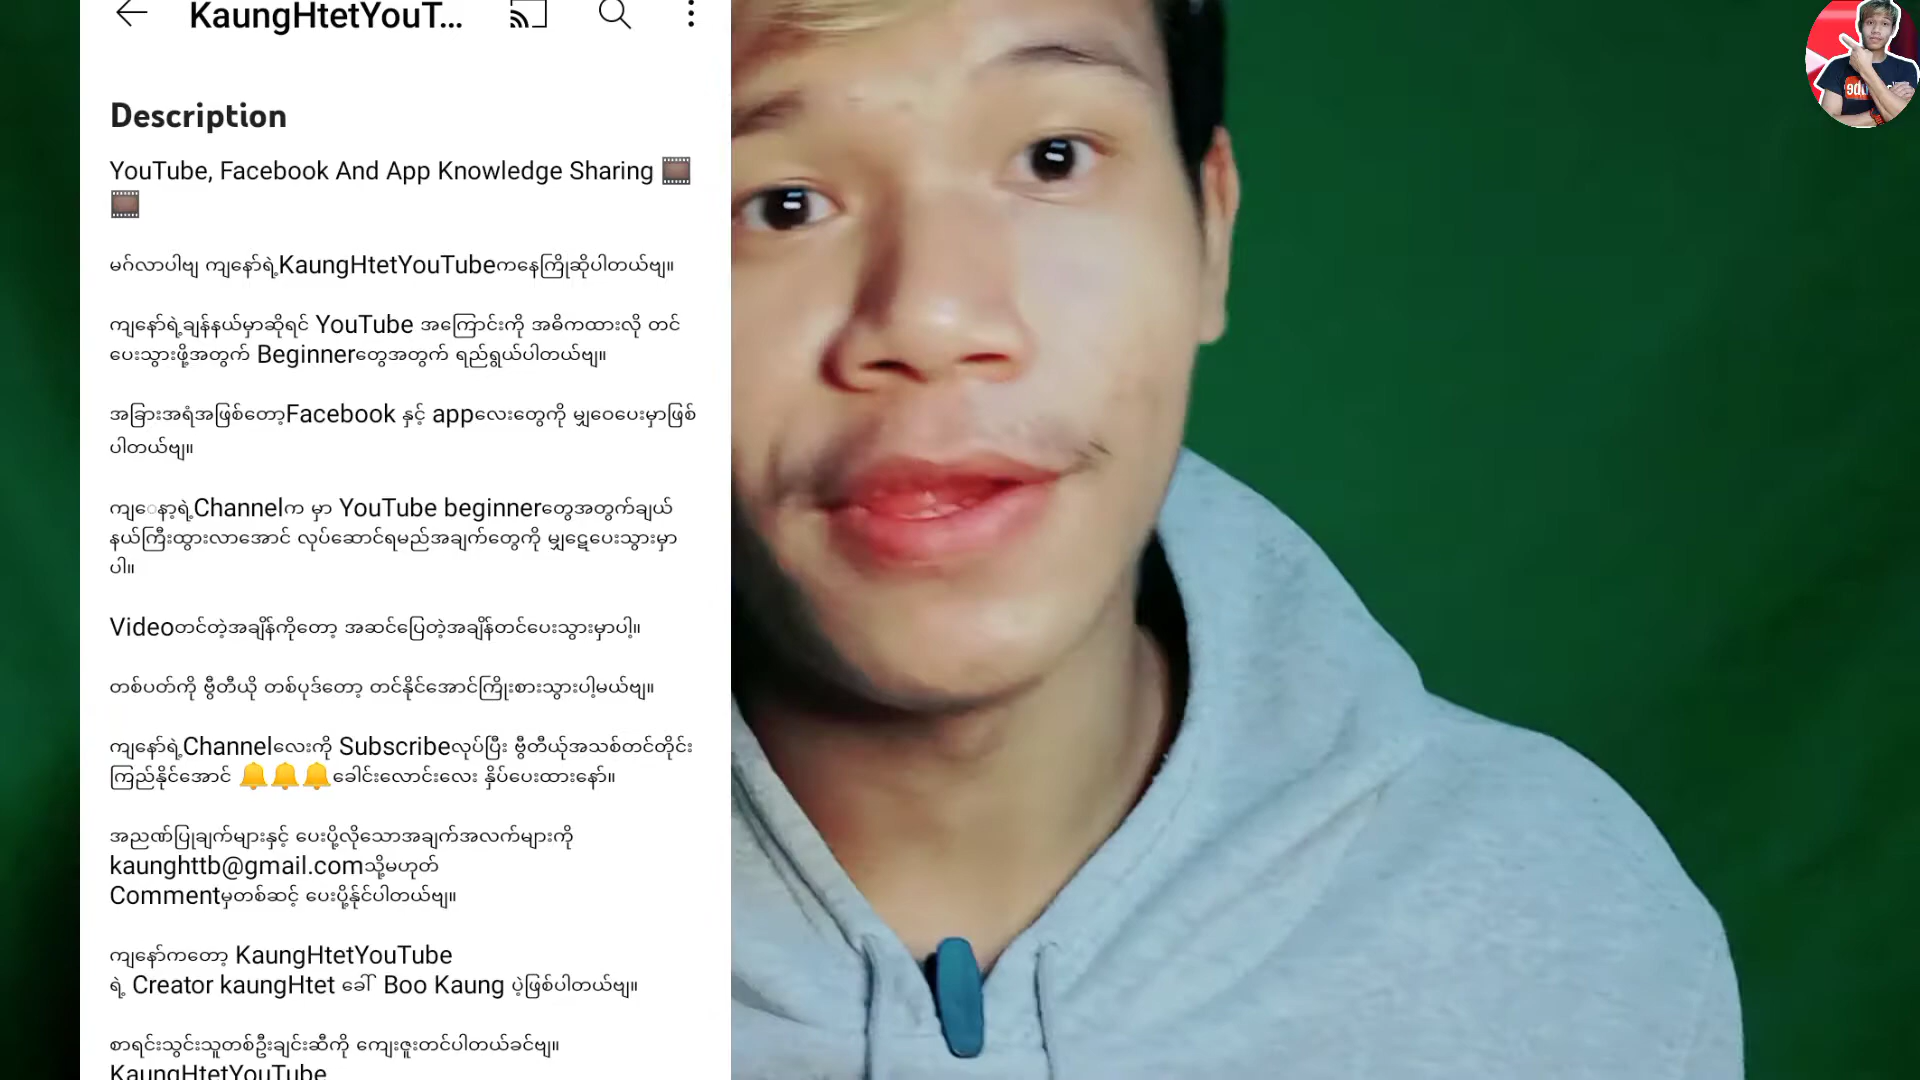 KaungHtetYouT...
Description
YouTube, Facebook And App Knowledge Sharing 🎞️
🎞️
မင်္ဂလာပါဗျ ကျနော်ရဲ့KaungHtetYouTubeကနေကြိုဆိုပါတယ်ဗျ။
ကျနော်ရဲ့ချန်နယ်မှာဆိုရင် YouTube အကြောင်းကို အဓိကထားလို တင်
ပေးသွားဖို့အတွက် Beginnerတွေအတွက် ရည်ရွယ်ပါတယ်ဗျ။
အခြားအရံအဖြစ်တော့Facebook နှင့် appလေးတွေကို မျှဝေပေးမှာဖြစ်
ပါတယ်ဗျ။
ကျေနာ့ရဲ့Channelက မှာ YouTube beginnerတွေအတွက်ချယ်
နယ်ကြီးထွားလာအောင် လုပ်ဆောင်ရမည်အချက်တွေကို မျှဋေပေးသွားမှာ
ပါ။
Videoတင်တဲ့အချိန်ကိုတော့ အဆင်ပြေတဲ့အချိန်တင်ပေးသွားမှာပါ့။
တစ်ပတ်ကို ဗွီတီယို တစ်ပုဒ်တော့ တင်နိုင်အောင်ကြိုးစားသွားပါ့မယ်ဗျ။
ကျနော်ရဲ့Channelလေးကို Subscribeလုပ်ပြီး ဗွီတီယိုအသစ်တင်တိုင်း
ကြည်နိုင်အောင် 🔔🔔🔔ခေါင်းလောင်းလေး နှိပ်ပေးထားနော်။
အညဏ်ပြုချက်များနှင့် ပေးပို့လိုသောအချက်အလက်များကို
kaunghttb@gmail.comသို့မဟုတ်
Commentမှတစ်ဆင့် ပေးပို့နိုင်ပါတယ်ဗျ။
ကျနော်ကတော့ KaungHtetYouTube
ရဲ့ Creator kaungHtet ခေါ် Boo Kaung ပဲ့ဖြစ်ပါတယ်ဗျ။
စာရင်းသွင်းသူတစ်ဦးချင်းဆီကို ကျေးဇူးတင်ပါတယ်ခင်ဗျ။
KaungHtetYouTube